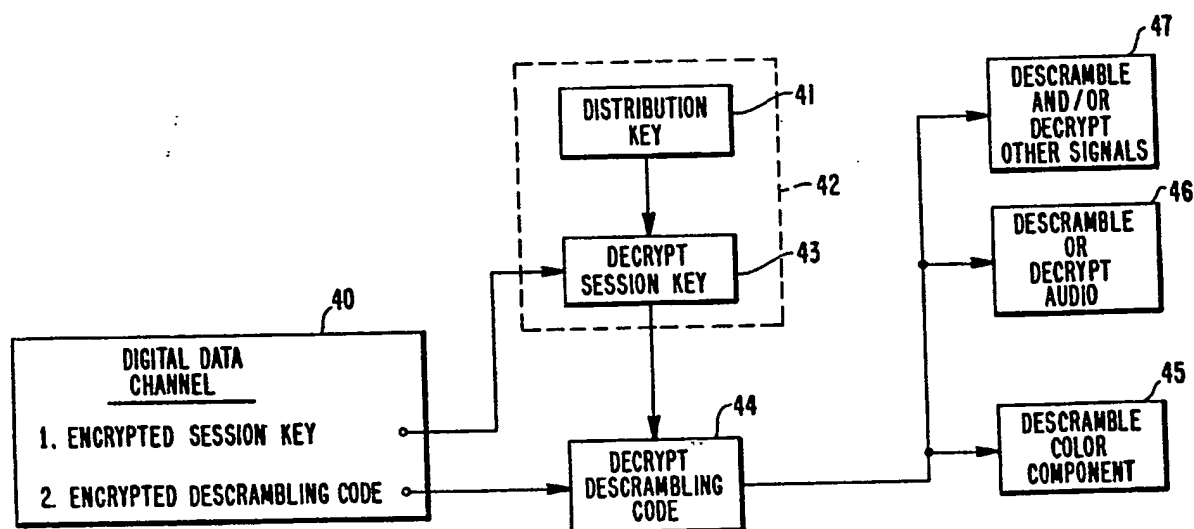 40
DIGITAL DATA
CHANNEL
1. ENCRYPTED SESSION KEY
2. ENCRYPTED DESCRAMBLING CODE
41
DISTRIBUTION
KEY
42
43
DECRYPT
SESSION KEY
44
DECRYPT
DESCRAMBLING
CODE
47
DESCRAMBLE
AND/OR
DECRYPT
OTHER SIGNALS
46
DESCRAMBLE
OR
DECRYPT
AUDIO
45
DESCRAMBLE
COLOR
COMPONENT